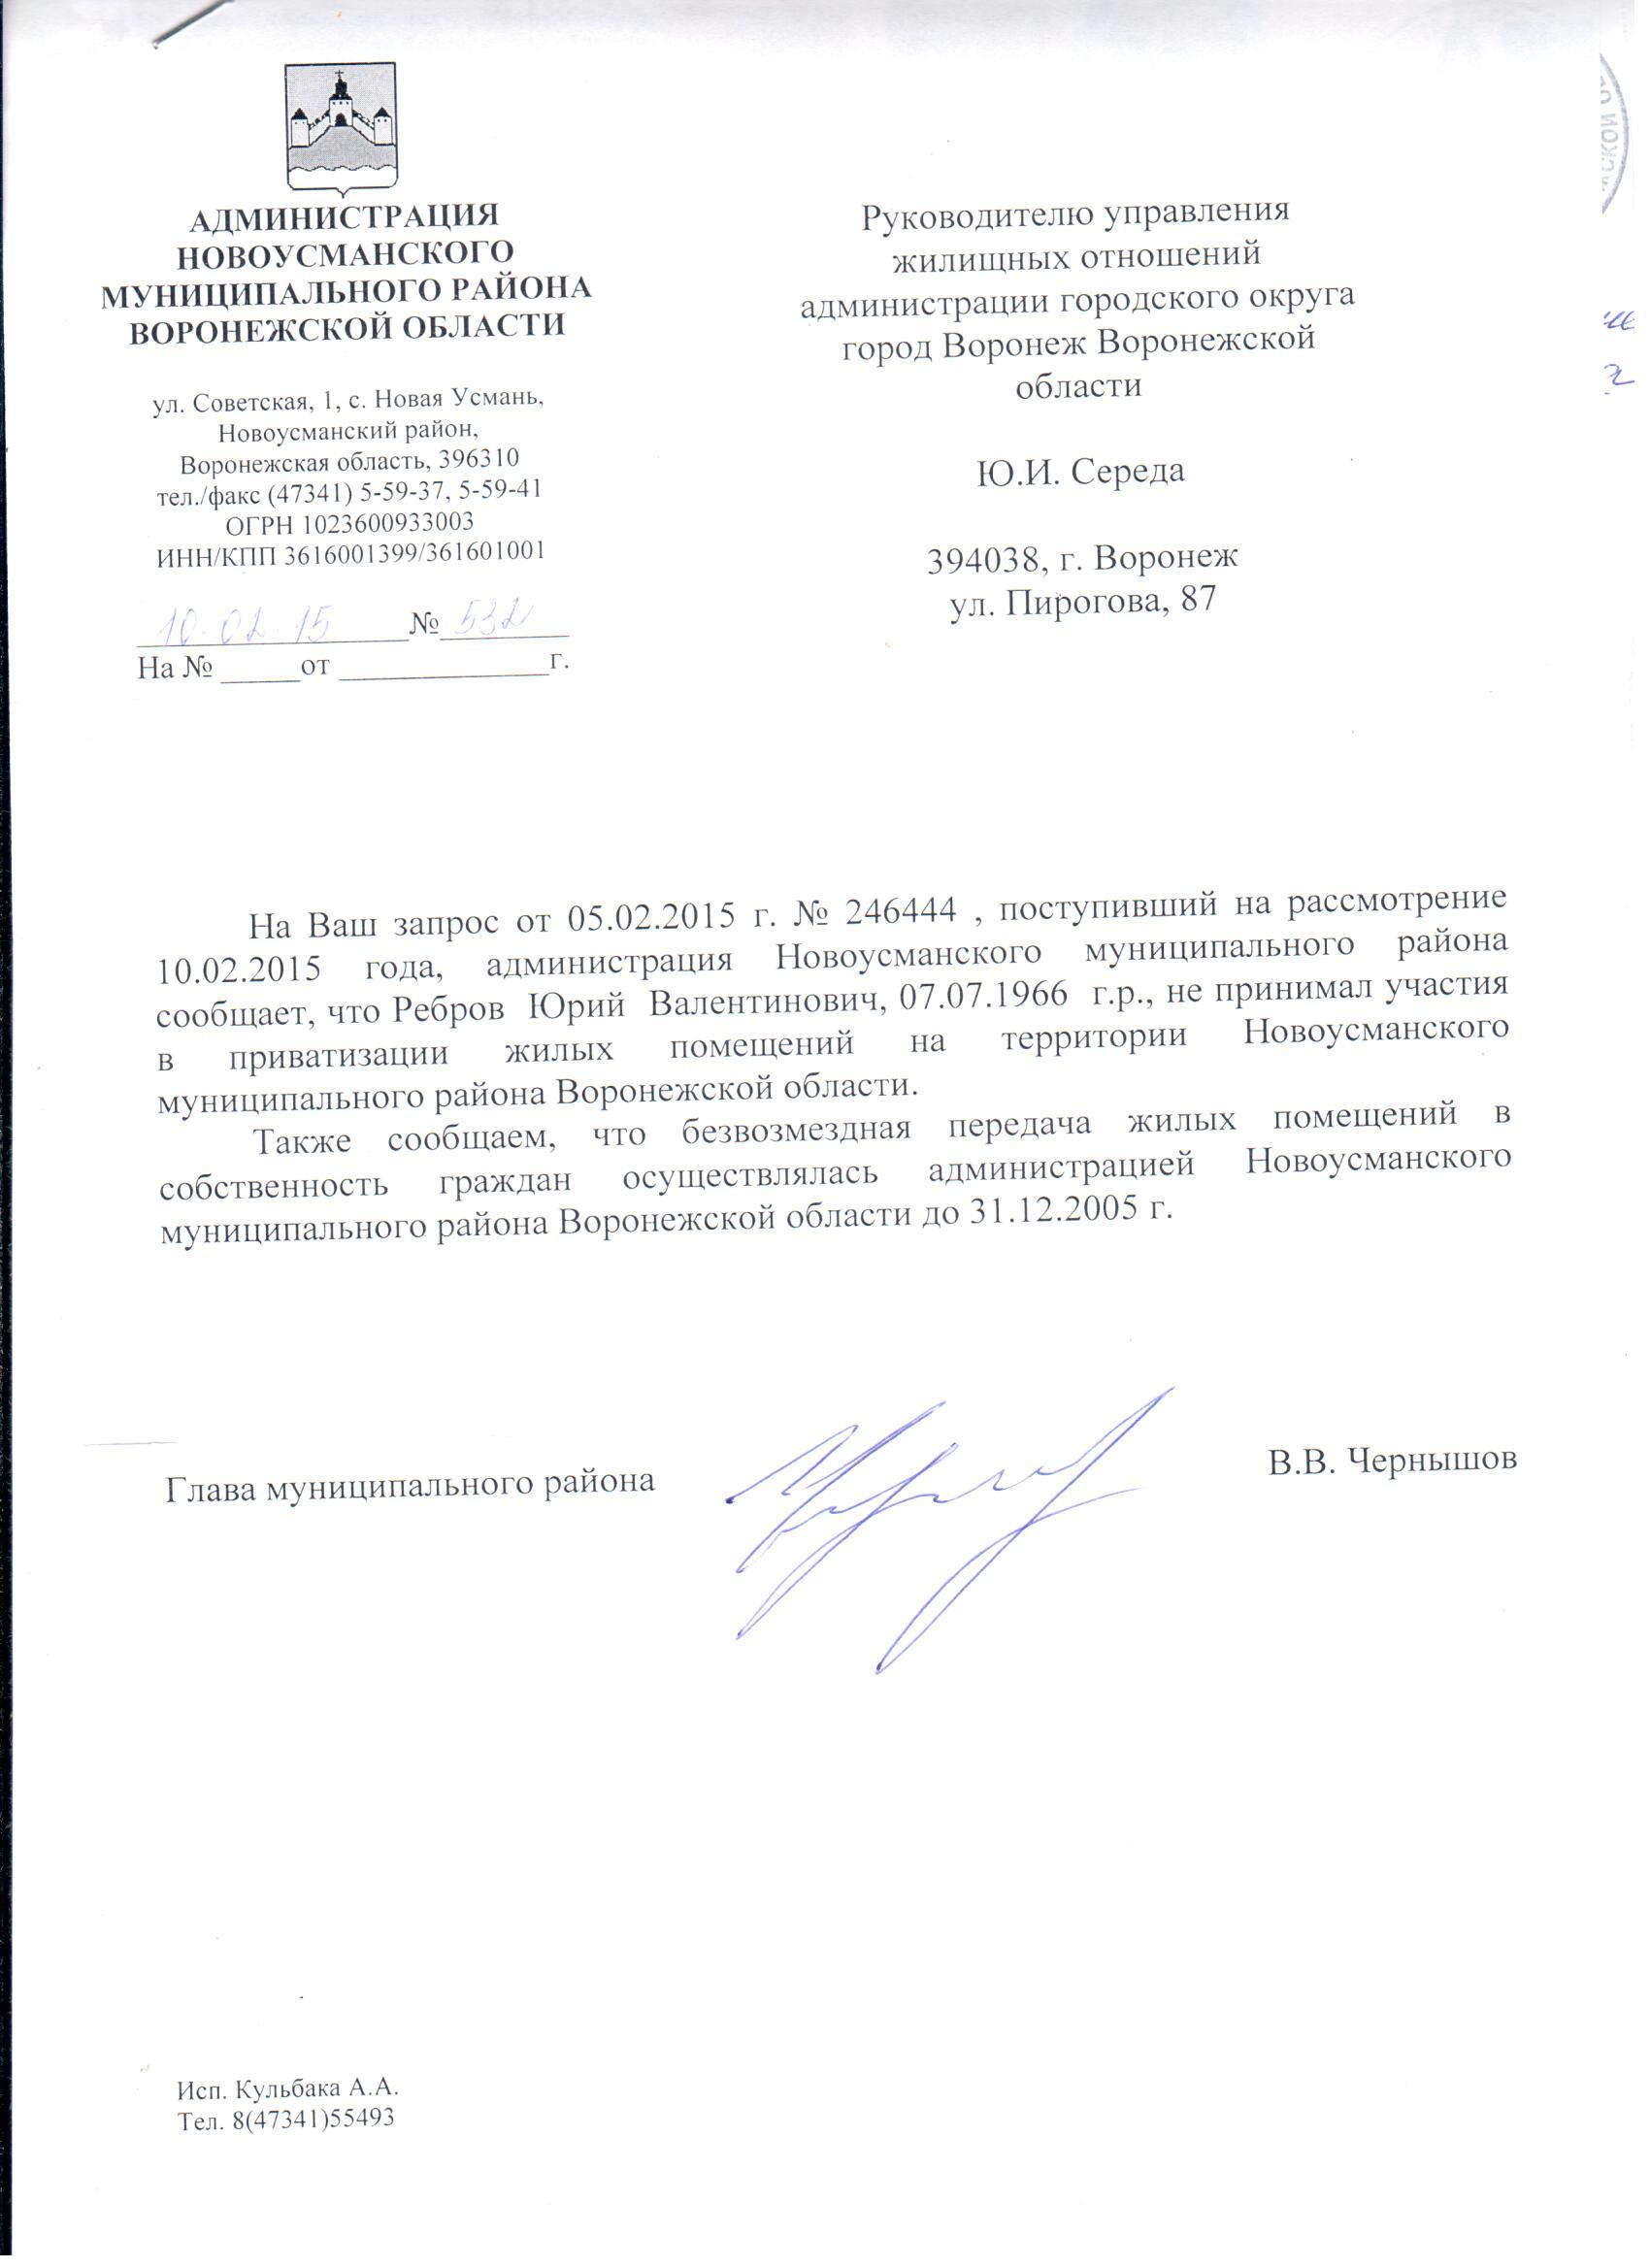 АДМИНИСТРАЦИЯ
НОВОУСМАНСКОГО
МУНИЦИПАЛЬНОГО РАЙОНА
ВОРОНЕЖСКОЙ ОБЛАСТИ
ул. Советская, 1, с. Новая Усмань,
Новоусманский район,
Воронежская область, 396310
тел./факс (47341) 5-59-37, 5-59-41
ОГРН 1023600933003
ИНН/КПП 3616001399/361601001
10.02.15 № 532
На № _____от _____________г.
Руководителю управления
жилищных отношений
администрации городского округа
город Воронеж Воронежской
области
Ю.И. Середа
394038, г. Воронеж
ул. Пирогова, 87
На Ваш запрос от 05.02.2015 г. № 246444 , поступивший на рассмотрение
10.02.2015 года, администрация Новоусманского муниципального района
сообщает, что Ребров Юрий Валентинович, 07.07.1966 г.р., не принимал участия
в приватизации жилых помещений на территории Новоусманского
муниципального района Воронежской области.
Также сообщаем, что безвозмездная передача жилых помещений в
собственность граждан осуществлялась администрацией Новоусманского
муниципального района Воронежской области до 31.12.2005 г.
Глава муниципального района
В.В. Чернышов
Исп. Кульбака А.А.
Тел. 8(47341)55493